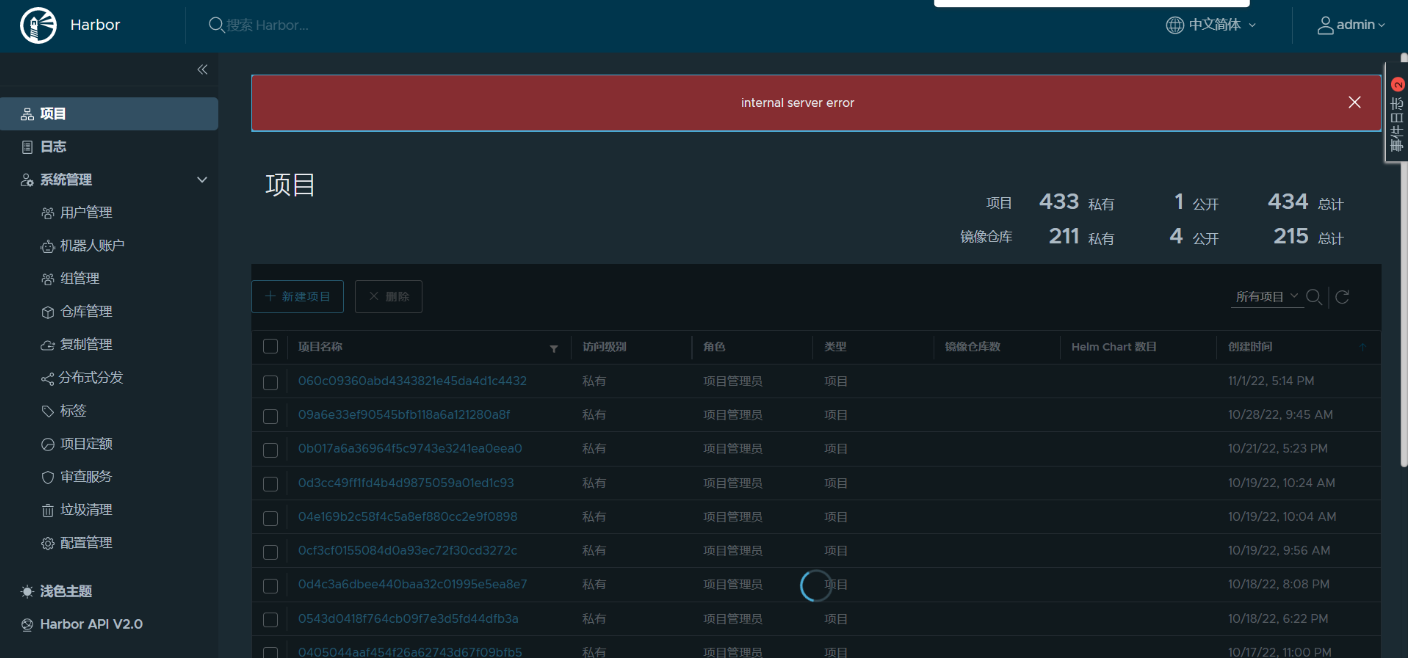 Harbor
搜索 Harbor...
中文简体
admin
internal server error
事件日志 2
项目
日志
系统管理
用户管理
机器人账户
组管理
仓库管理
复制管理
分布式分发
标签
项目定额
审查服务
垃圾清理
配置管理
浅色主题
Harbor API V2.0
项目
项目 433 私有 1 公开 434 总计
镜像仓库 211 私有 4 公开 215 总计
新建项目 删除 所有项目
项目名称 访问级别 角色 类型 镜像仓库数 Helm Chart 数目 创建时间
060c09360abd4343821e45da4d1c4432 私有 项目管理员 项目 11/1/22, 5:14 PM
09a6e33ef90545bfb118a6a121280a8f 私有 项目管理员 项目 10/28/22, 9:45 AM
0b017a6a36964f5c9743e3241ea0eea0 私有 项目管理员 项目 10/21/22, 5:23 PM
0d3cc49ff1fd4b4d9875059a01ed1c93 私有 项目管理员 项目 10/19/22, 10:24 AM
04e169b2c58f4c5a8ef880cc2e9f0898 私有 项目管理员 项目 10/19/22, 10:04 AM
0cf3cf0155084d0a93ec72f30cd3272c 私有 项目管理员 项目 10/19/22, 9:56 AM
0d4c3a6dbee440baa32c01995e5ea8e7 私有 项目管理员 项目 10/18/22, 8:08 PM
0543d0418f764cb09f7e3d5fd44dfb3a 私有 项目管理员 项目 10/18/22, 6:22 PM
0405044aaf454f26a62743d67f09bfb5 私有 项目管理员 项目 10/17/22, 11:00 PM